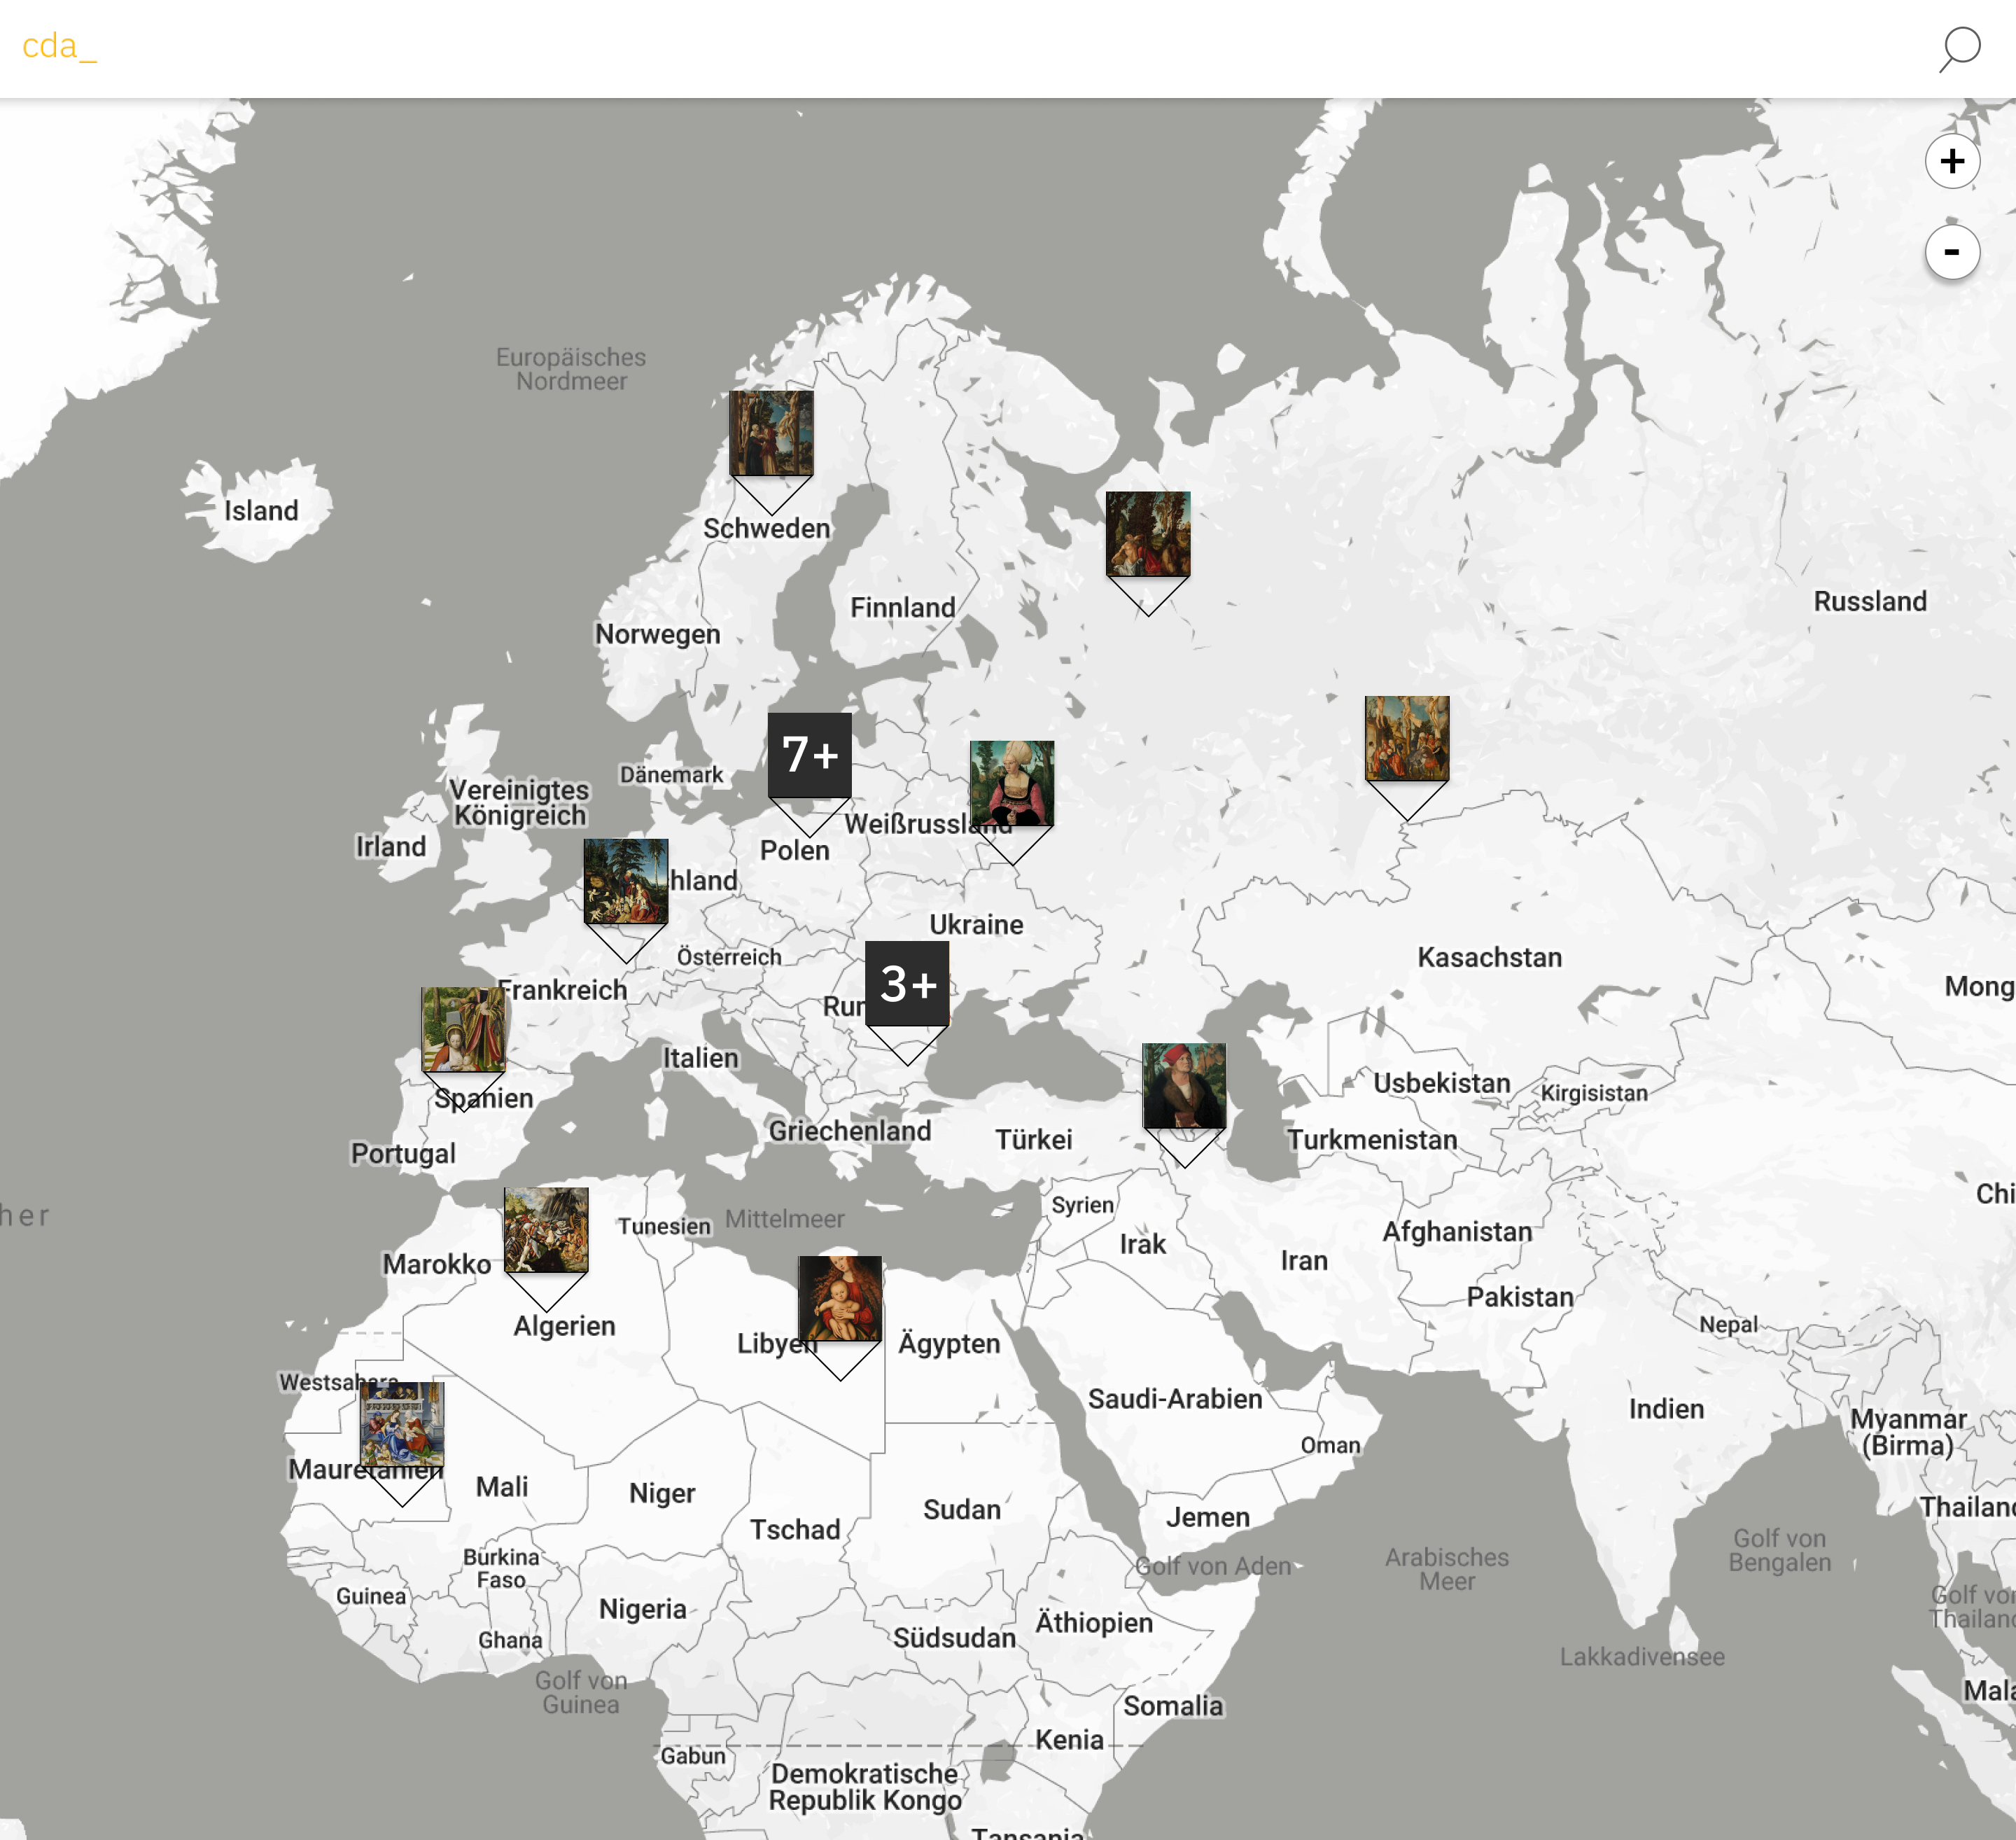 cda_
+
-
Europäisches
Nordmeer
Island
Schweden
Finnland
Norwegen
Russland
7+
Dänemark
Vereinigtes
Königreich
Irland
Weißrussland
Polen
hland
Ukraine
Österreich
Kasachstan
3+
Frankreich
Mong
Italien
Spanien
Usbekistan
Kirgisistan
Griechenland
Türkei
Turkmenistan
Portugal
Chi
her
Syrien
Tunesien
Mittelmeer
Afghanistan
Irak
Iran
Marokko
Pakistan
Algerien
Nepal
Libyen
Ägypten
Westsahara
Saudi-Arabien
Indien
Myanmar
(Birma)
Oman
Mauretanien
Mali
Niger
Sudan
Thailand
Jemen
Tschad
Golf von
Bengalen
Burkina
Faso
Golf von Aden
Arabisches
Meer
Guinea
Nigeria
Golf von
Thailand
Äthiopien
Ghana
Südsudan
Lakkadivensee
Golf von
Guinea
Mala
Somalia
Kenia
Gabun
Demokratische
Republik Kongo
Tansania